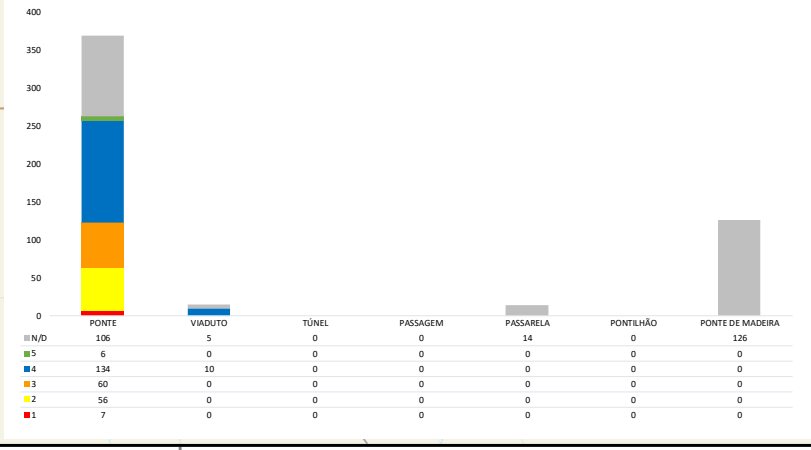 400
350
300
250
200
150
100
50
0
PONTE VIADUTO TÚNEL PASSAGEM PASSARELA PONTILHÃO PONTE DE MADEIRA
N/D 106 5 0 0 14 0 126
5 6 0 0 0 0 0 0
4 134 10 0 0 0 0 0
3 60 0 0 0 0 0 0
2 56 0 0 0 0 0 0
1 7 0 0 0 0 0 0